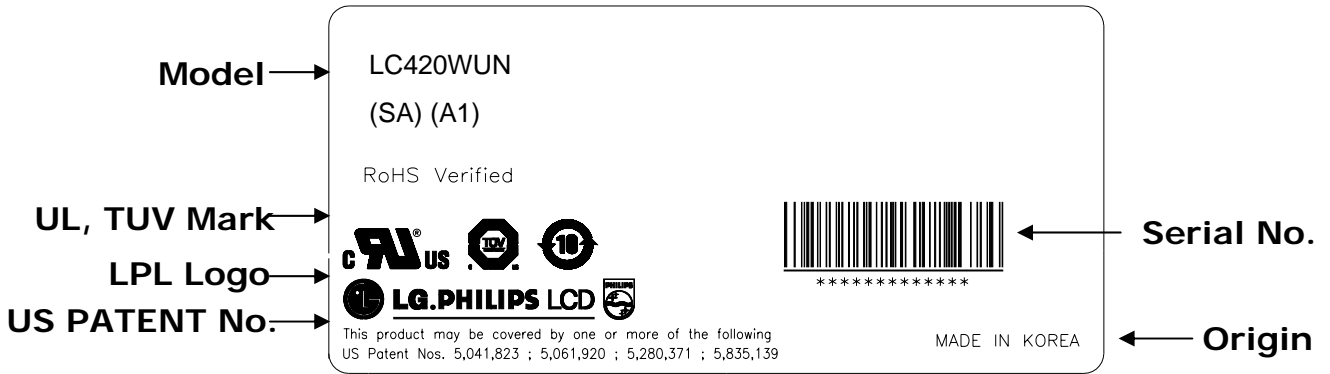 Model
LC420WUN
(SA) (A1)
RoHS Verified
UL, TUV Mark
c RU ® US TUV 10
LPL Logo
LG LG.PHILIPS LCD PHILIPS
US PATENT No.
This product may be covered by one or more of the following
US Patent Nos. 5,041,823 ; 5,061,920 ; 5,280,371 ; 5,835,139
Serial No.
************
MADE IN KOREA
Origin